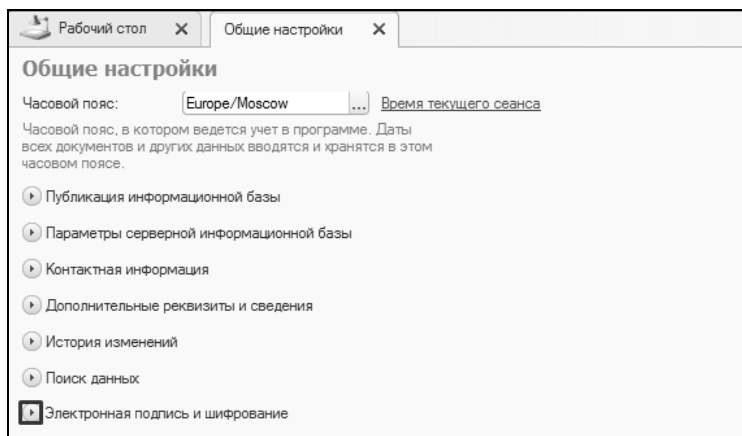 Рабочий стол
Общие настройки
Общие настройки
Часовой пояс: Europe/Moscow ... Время текущего сеанса
Часовой пояс, в котором ведется учет в программе. Даты
всех документов и других данных вводятся и хранятся в этом
часовом поясе.
Публикация информационной базы
Параметры серверной информационной базы
Контактная информация
Дополнительные реквизиты и сведения
История изменений
Поиск данных
Электронная подпись и шифрование